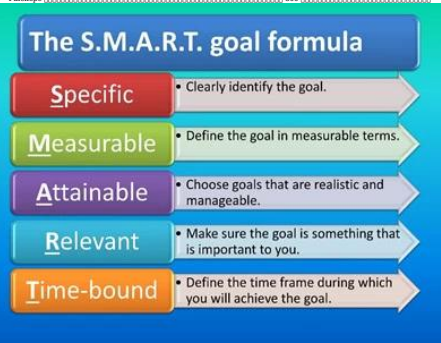 The S.M.A.R.T. goal formula
Specific
• Clearly identify the goal.
Measurable
• Define the goal in measurable terms.
Attainable
• Choose goals that are realistic and
manageable.
Relevant
• Make sure the goal is something that
is important to you.
Time-bound
• Define the time frame during which
you will achieve the goal.